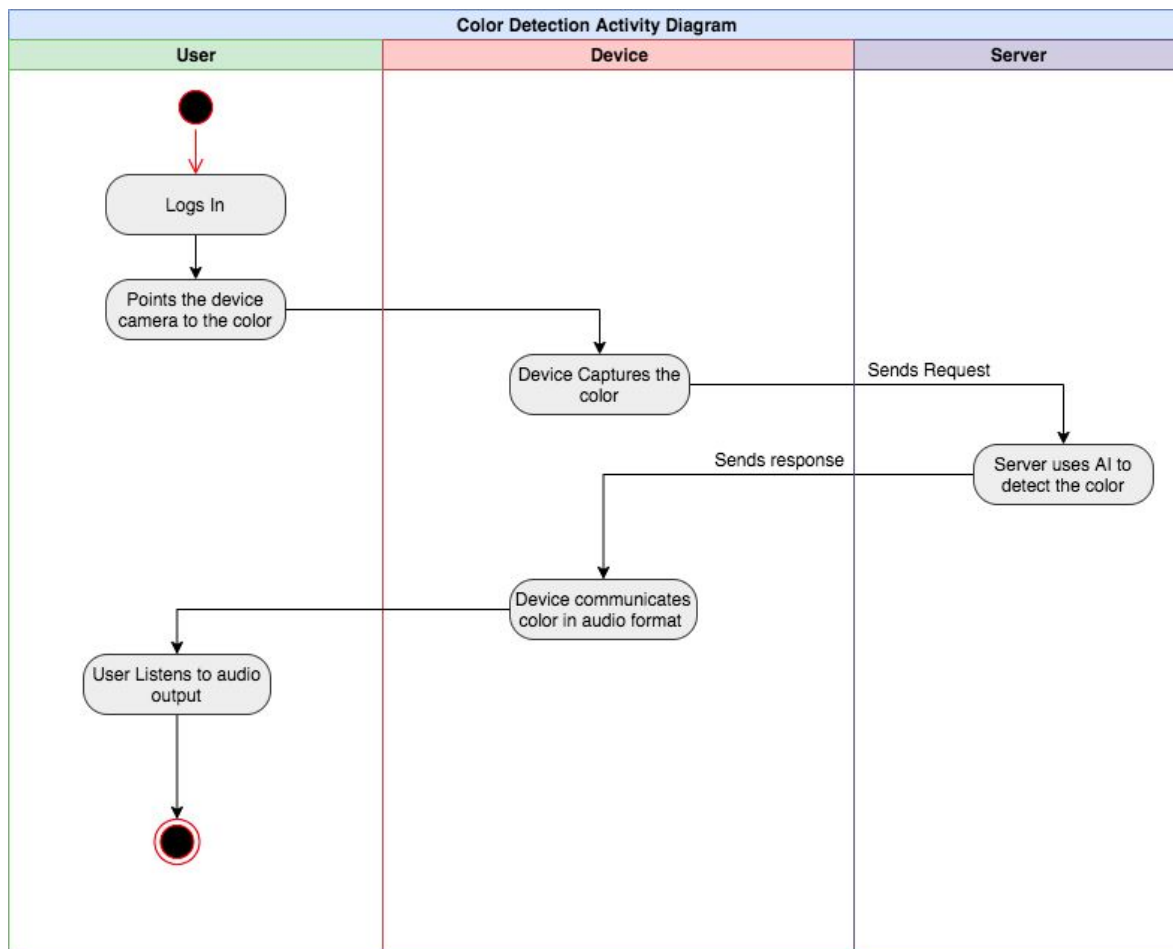 Color Detection Activity Diagram
User
Device
Server
Logs In
Points the device
camera to the color
Device Captures the
color
Sends Request
Server uses AI to
detect the color
Sends response
Device communicates
color in audio format
User Listens to audio
output